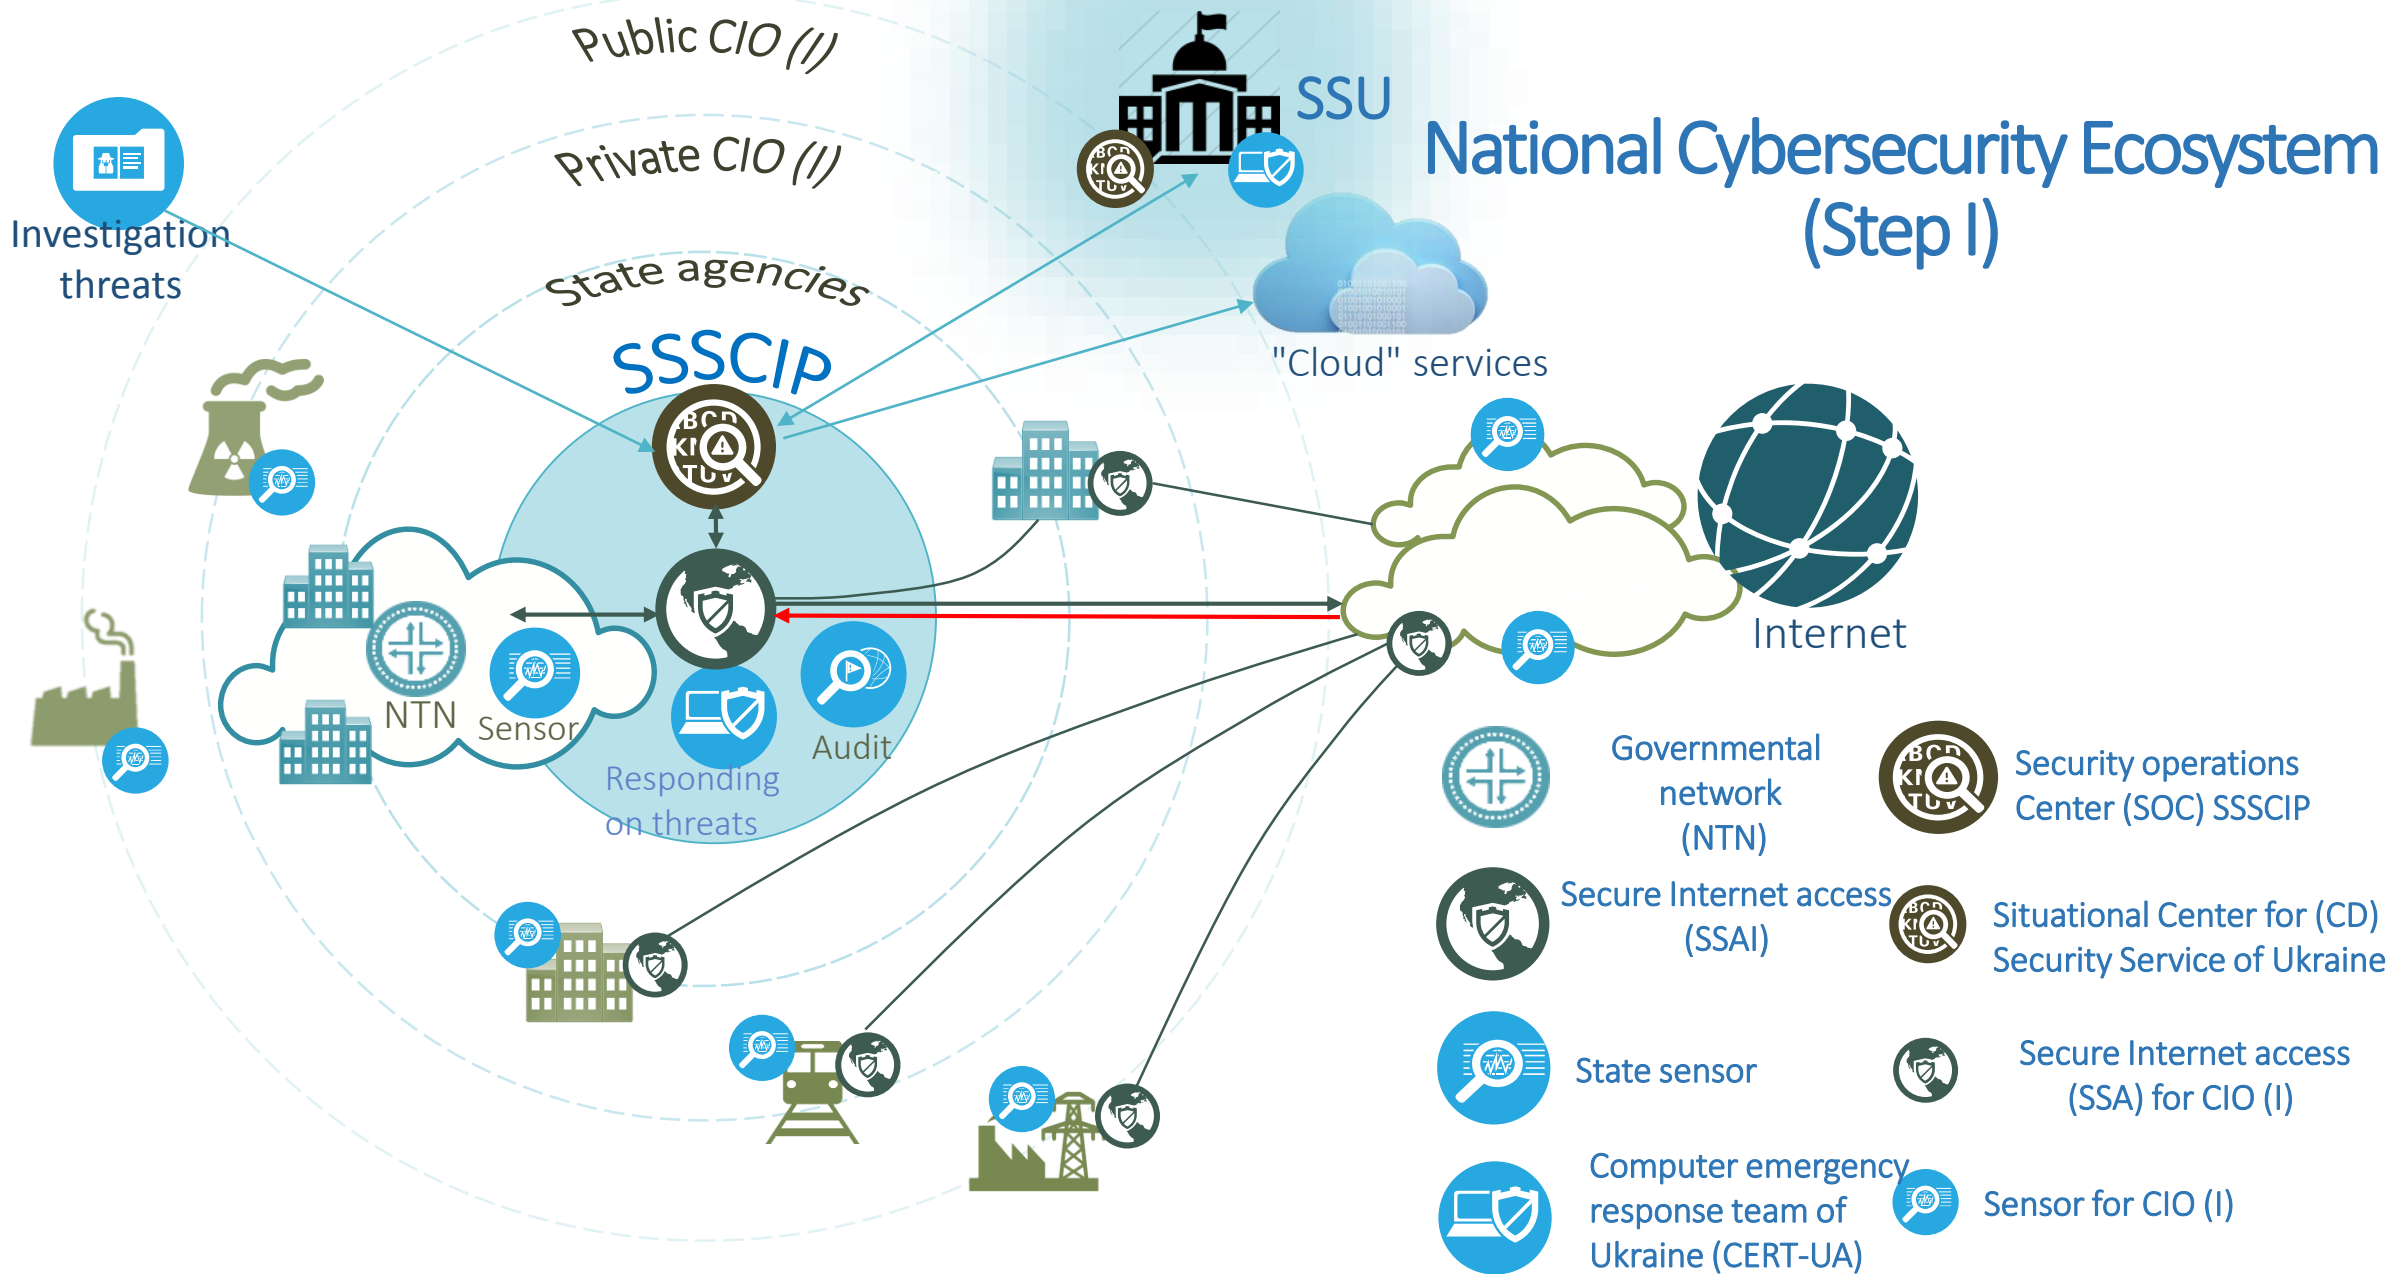 Public CIO (I)
Private CIO (I)
State agencies
SSSCIP
SSU
National Cybersecurity Ecosystem
(Step I)
Investigation
threats
"Cloud" services
Internet
NTN
Sensor
Audit
Responding
on threats
Governmental
network
(NTN)
Security operations
Center (SOC) SSSCIP
Secure Internet access
(SSAI)
Situational Center for (CD)
Security Service of Ukraine
State sensor
Secure Internet access
(SSA) for CIO (I)
Computer emergency
response team of
Ukraine (CERT-UA)
Sensor for CIO (I)